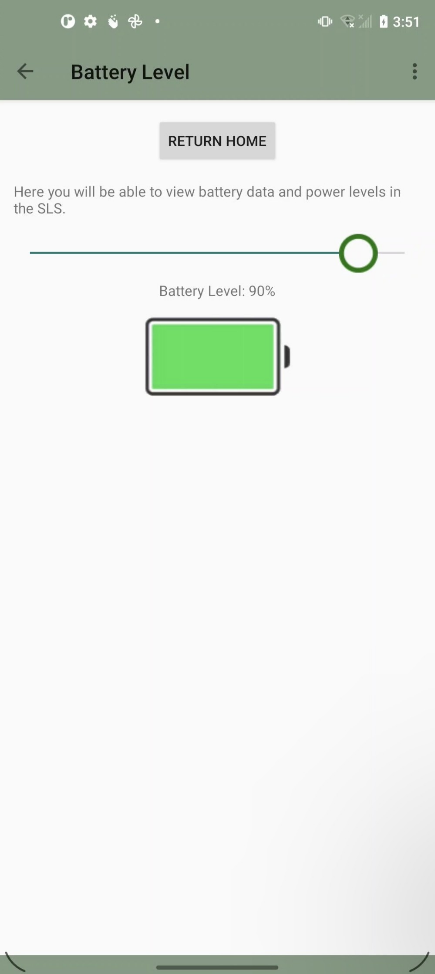 3:51
Battery Level
RETURN HOME
Here you will be able to view battery data and power levels in
the SLS.
Battery Level: 90%